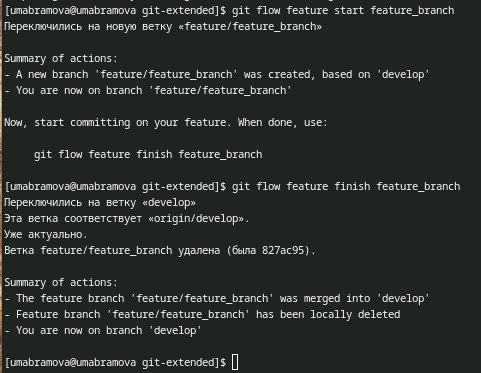 [umabramova@umabramova git-extended]$ git flow feature start feature_branch
Переключились на новую ветку «feature/feature_branch»
Summary of actions:
- A new branch 'feature/feature_branch' was created, based on 'develop'
- You are now on branch 'feature/feature_branch'
Now, start committing on your feature. When done, use:
git flow feature finish feature_branch
[umabramova@umabramova git-extended]$ git flow feature finish feature_branch
Переключились на ветку «develop»
Эта ветка соответствует «origin/develop».
Уже актуально.
Ветка feature/feature_branch удалена (была 827ac95).
Summary of actions:
- The feature branch 'feature/feature_branch' was merged into 'develop'
- Feature branch 'feature/feature_branch' has been locally deleted
- You are now on branch 'develop'
[umabramova@umabramova git-extended]$